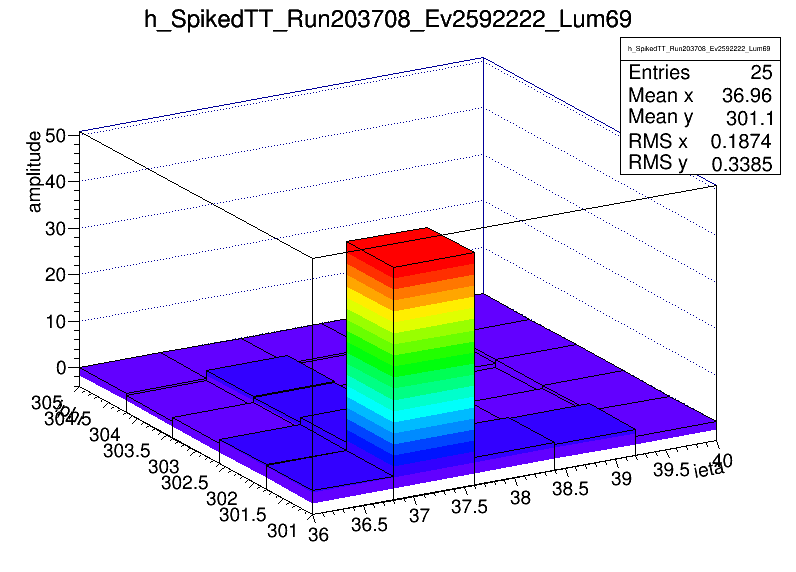 h_SpikedTT_Run203708_Ev2592222_Lum69
h_SpikedTT_Run203708_Ev2592222_Lum69
Entries 25
Mean x 36.96
Mean y 301.1
RMS x 0.1874
RMS y 0.3385
amplitude
50
40
30
20
10
0
305
304.5
304
303.5
303
302.5
302
301.5
301
36
36.5
37
37.5
38
38.5
39
39.5
40
ieta